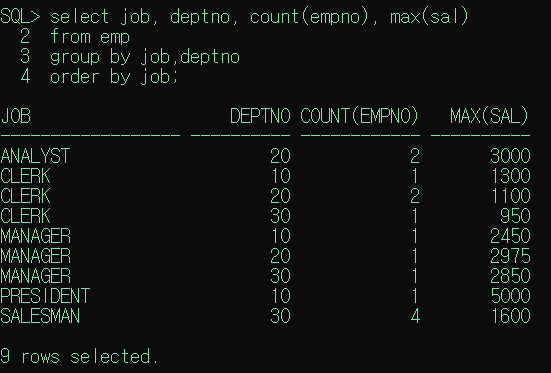 SQL> select job, deptno, count(empno), max(sal)
  2  from emp
  3  group by job,deptno
  4  order by job;

JOB                    DEPTNO COUNT(EMPNO)   MAX(SAL)
------------------ ---------- ------------ ----------
ANALYST                    20            2       3000
CLERK                      10            1       1300
CLERK                      20            2       1100
CLERK                      30            1        950
MANAGER                    10            1       2450
MANAGER                    20            1       2975
MANAGER                    30            1       2850
PRESIDENT                  10            1       5000
SALESMAN                   30            4       1600

9 rows selected.